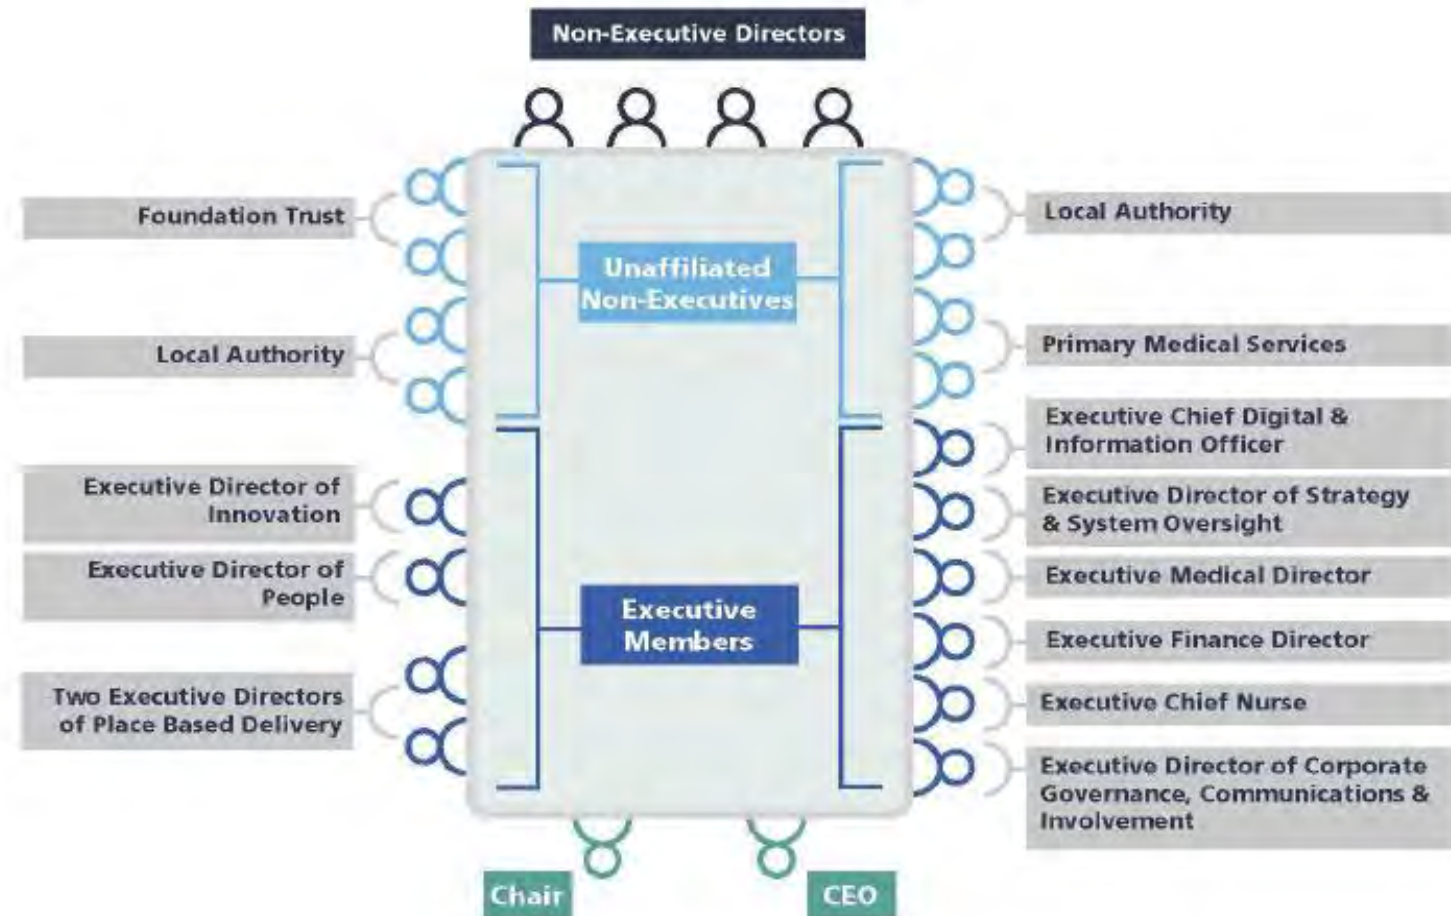 Non-Executive Directors
Foundation Trust
Local Authority
Executive Director of
Innovation
Executive Director of
People
Two Executive Directors
of Place Based Delivery
Unaffiliated
Non-Executives
Executive
Members
Local Authority
Primary Medical Services
Executive Chief Digital &
Information Officer
Executive Director of Strategy
& System Oversight
Executive Medical Director
Executive Finance Director
Executive Chief Nurse
Executive Director of Corporate
Governance, Communications &
Involvement
Chair
CEO